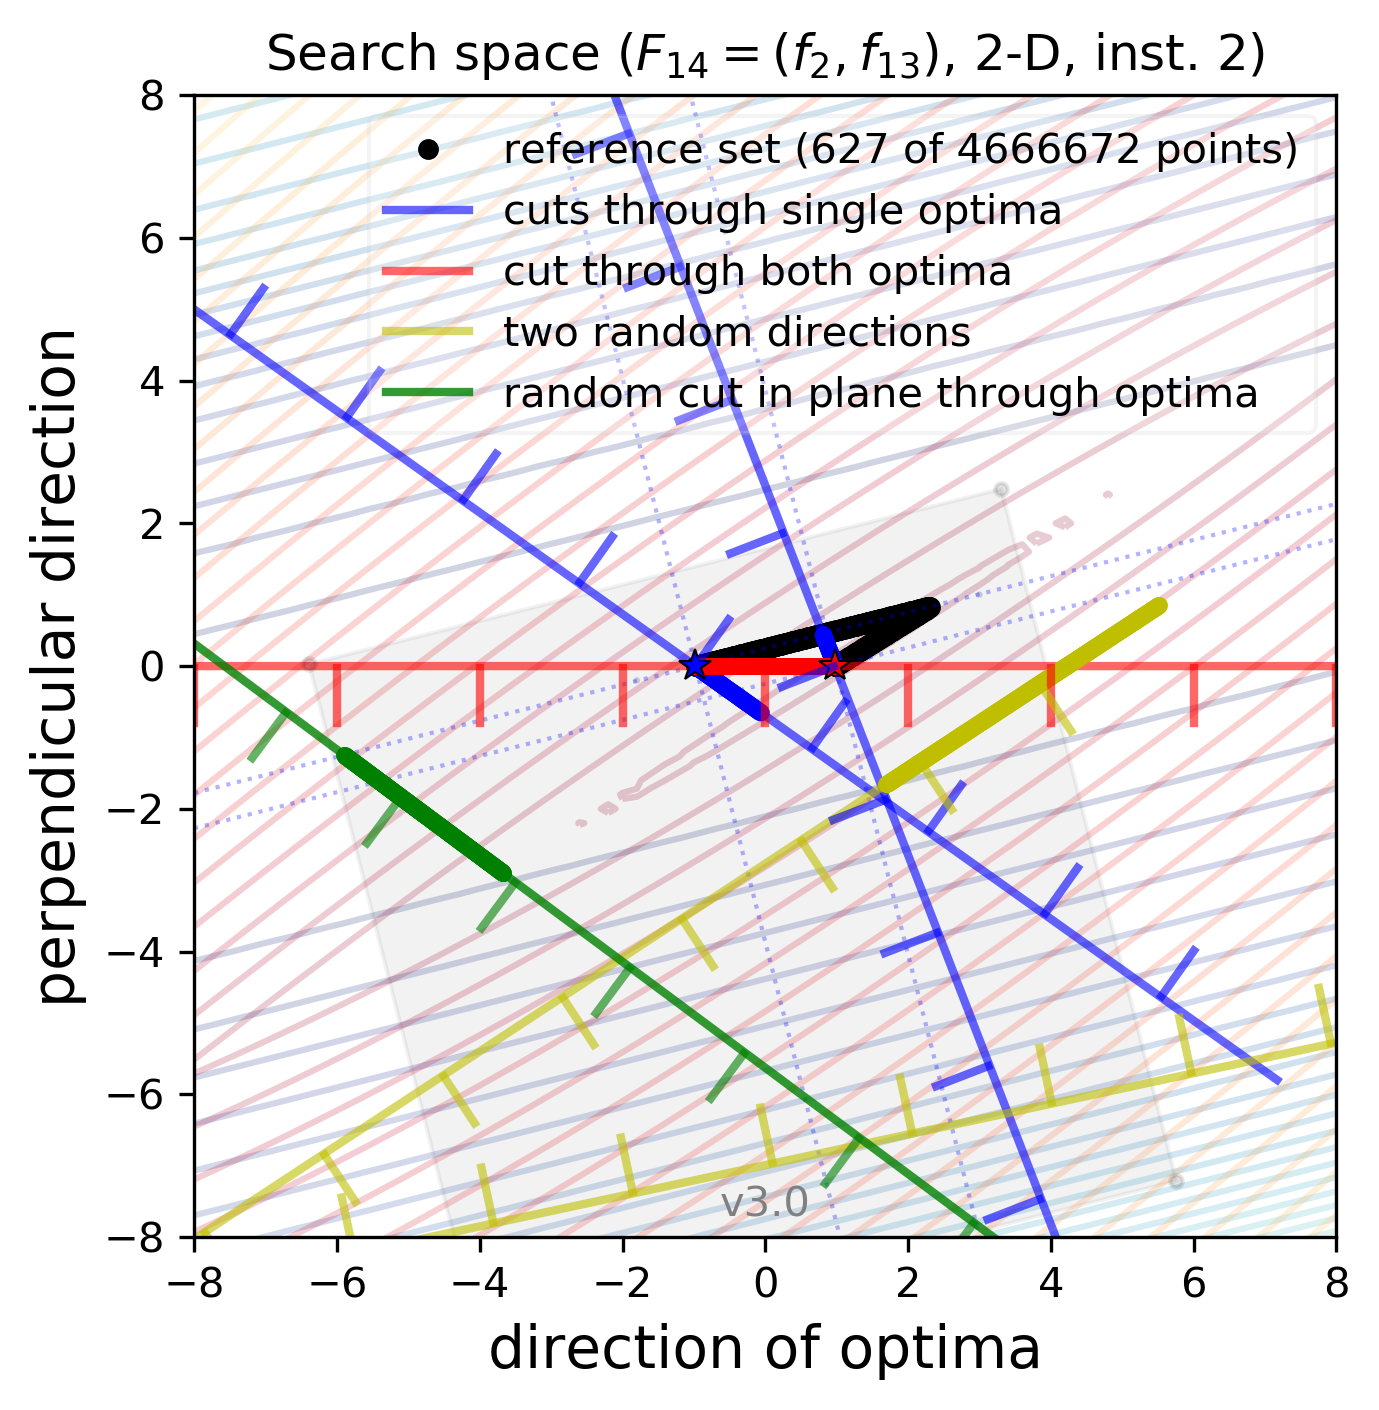 Search space (F14 = (f2, f13), 2-D, inst. 2)
8
reference set (627 of 4666672 points)
cuts through single optima
6
cut through both optima
two random directions
4
random cut in plane through optima
2
0
−2
−4
−6
−8
perpendicular direction
v3.0
−8 −6 −4 −2 0 2 4 6 8
direction of optima